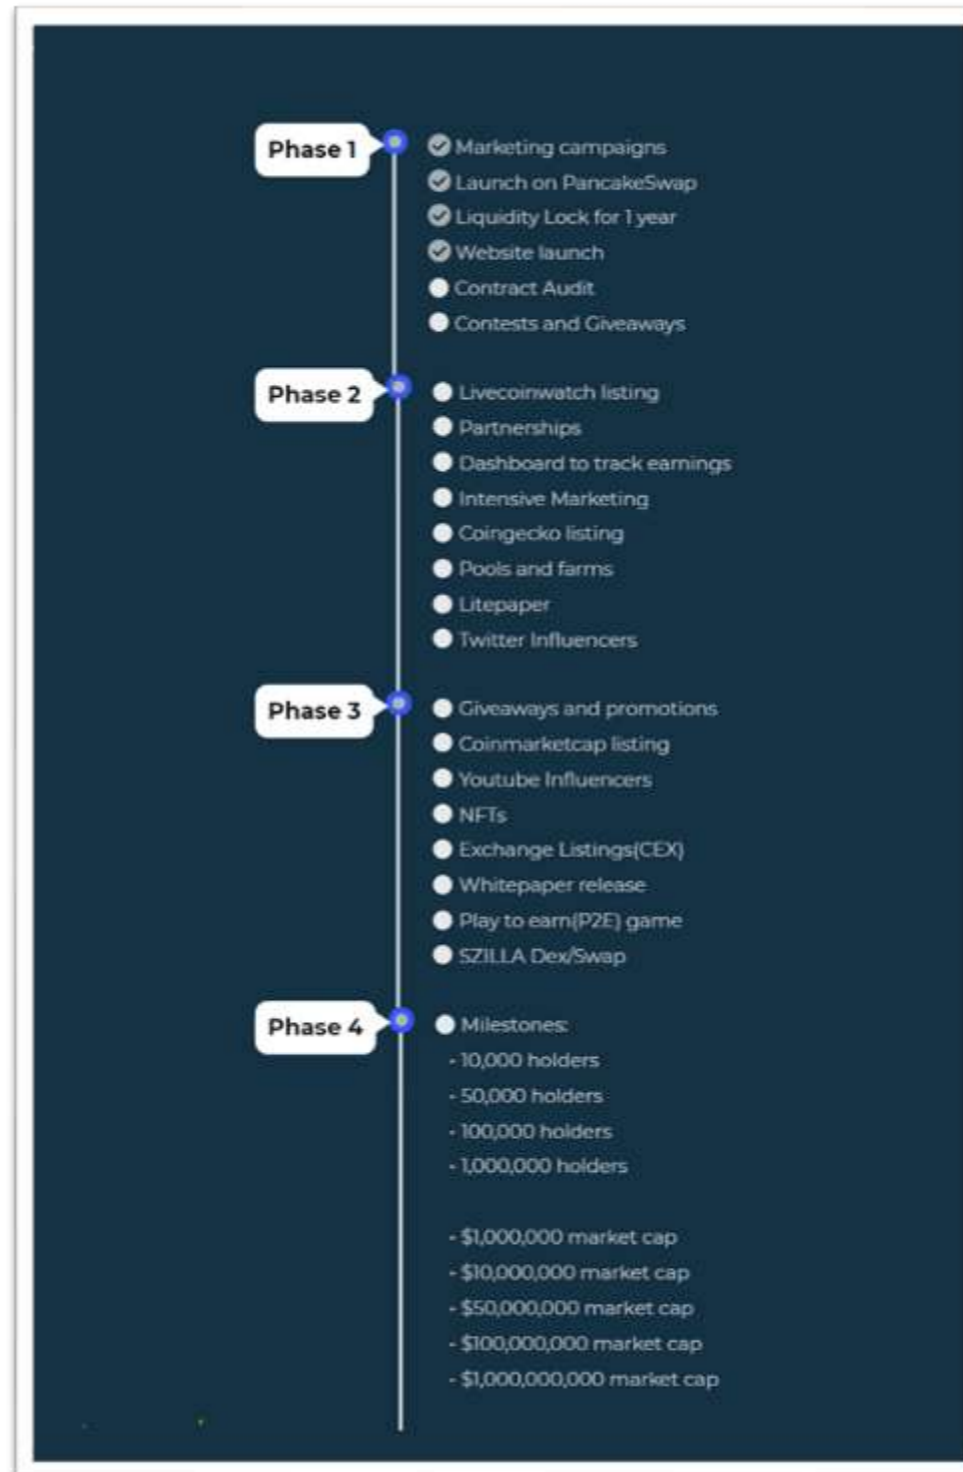 Phase 1
Marketing campaigns
Launch on PancakeSwap
Liquidity Lock for 1 year
Website launch
Contract Audit
Contests and Giveaways
Phase 2
Livecoinwatch listing
Partnerships
Dashboard to track earnings
Intensive Marketing
Coingecko listing
Pools and farms
Litepaper
Twitter Influencers
Phase 3
Giveaways and promotions
Coinmarketcap listing
Youtube Influencers
NFTs
Exchange Listings(CEX)
Whitepaper release
Play to earn(P2E) game
SZILLA Dex/Swap
Phase 4
Milestones:
- 10,000 holders
- 50,000 holders
- 100,000 holders
- 1,000,000 holders
- $1,000,000 market cap
- $10,000,000 market cap
- $50,000,000 market cap
- $100,000,000 market cap
- $1,000,000,000 market cap